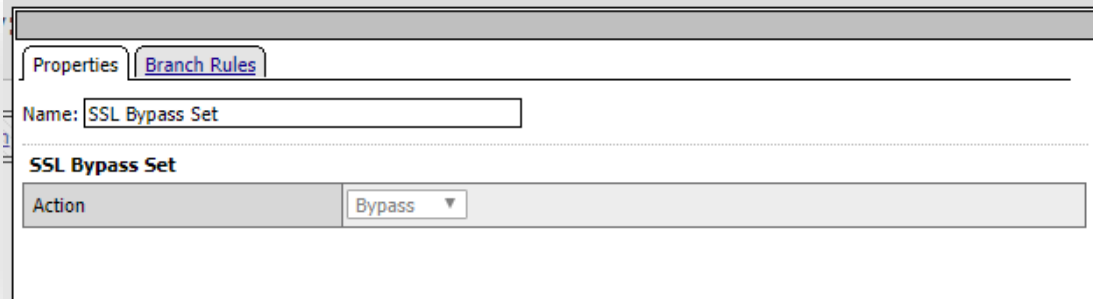 Properties Branch Rules
Name: SSL Bypass Set
SSL Bypass Set
Action Bypass